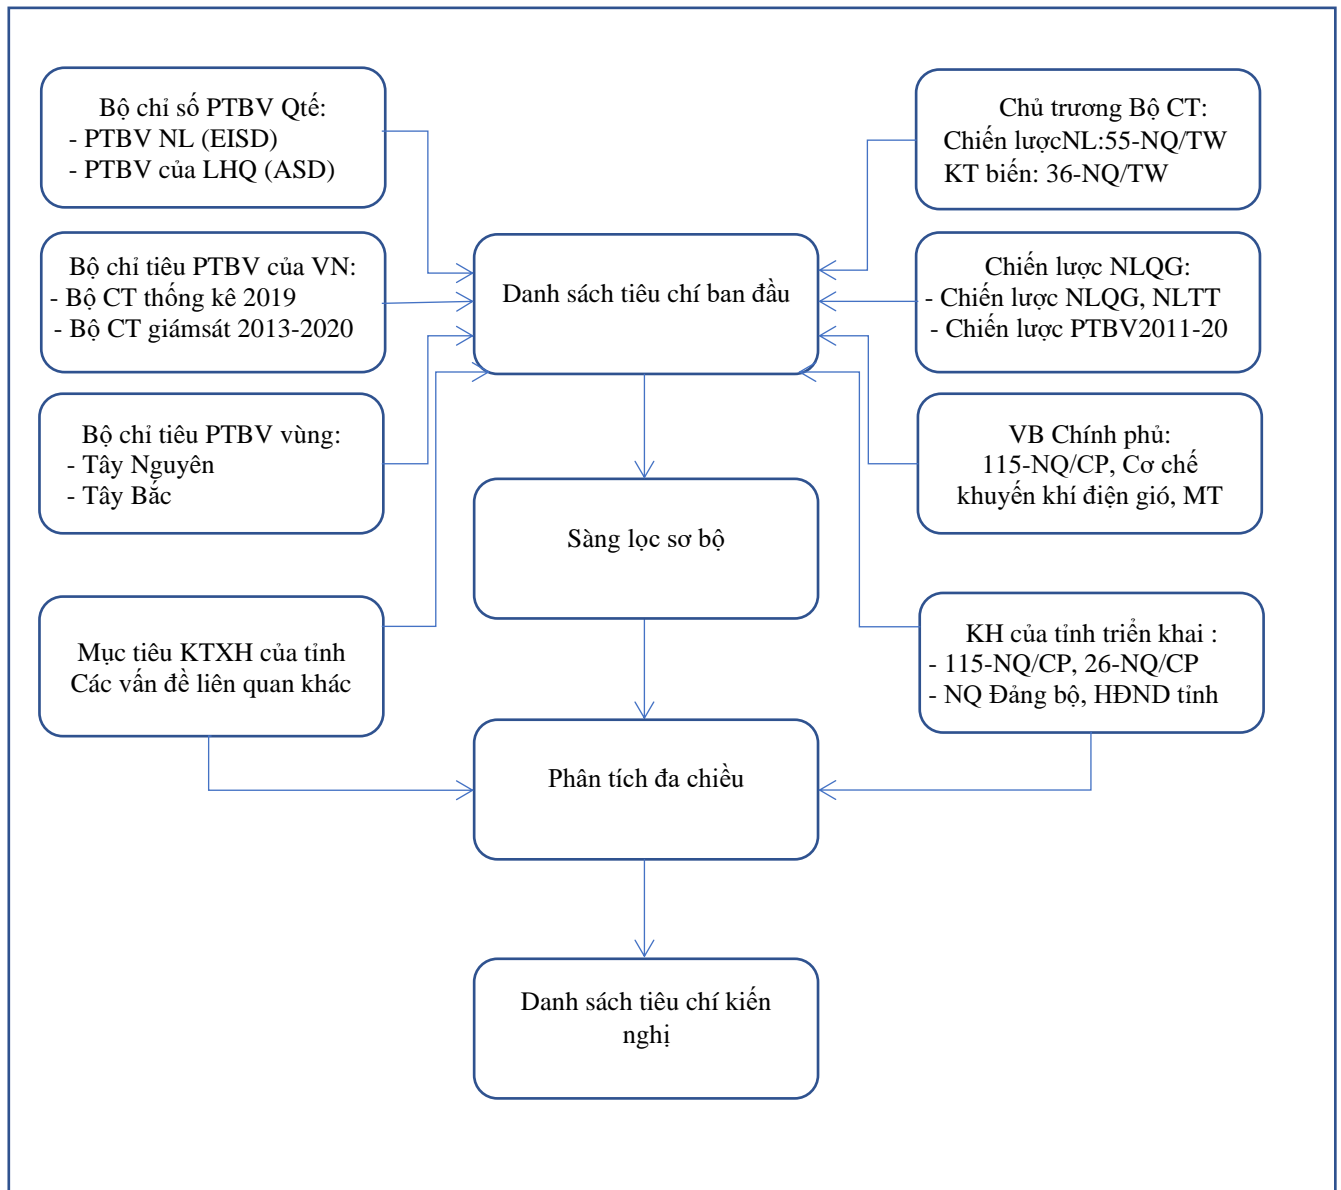 Bộ chỉ số PTBV Qtế:
- PTBV NL (EISD)
- PTBV của LHQ (ASD)
Chủ trương Bộ CT:
Chiến lượcNL:55-NQ/TW
KT biến: 36-NQ/TW
Bộ chỉ tiêu PTBV của VN:
- Bộ CT thống kê 2019
- Bộ CT giámsát 2013-2020
Danh sách tiêu chí ban đầu
Chiến lược NLQG:
- Chiến lược NLQG, NLTT
- Chiến lược PTBV2011-20
Bộ chỉ tiêu PTBV vùng:
- Tây Nguyên
- Tây Bắc
VB Chính phủ:
115-NQ/CP, Cơ chế
khuyến khí điện gió, MT
Sàng lọc sơ bộ
Mục tiêu KTXH của tỉnh
Các vấn đề liên quan khác
KH của tỉnh triển khai :
- 115-NQ/CP, 26-NQ/CP
- NQ Đảng bộ, HĐND tỉnh
Phân tích đa chiều
Danh sách tiêu chí kiến
nghị